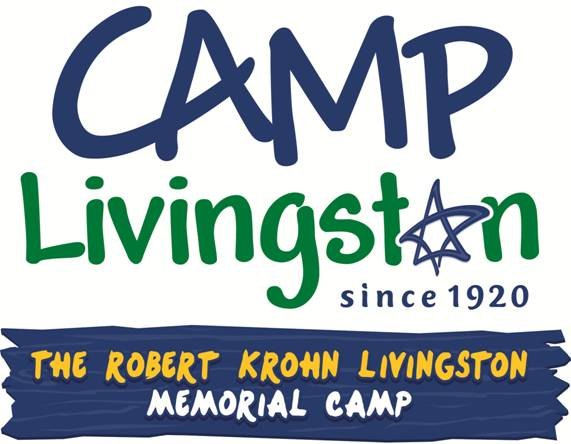 CAMP
Livingston
since 1920
THE ROBERT KROHN LIVINGSTON
MEMORIAL CAMP